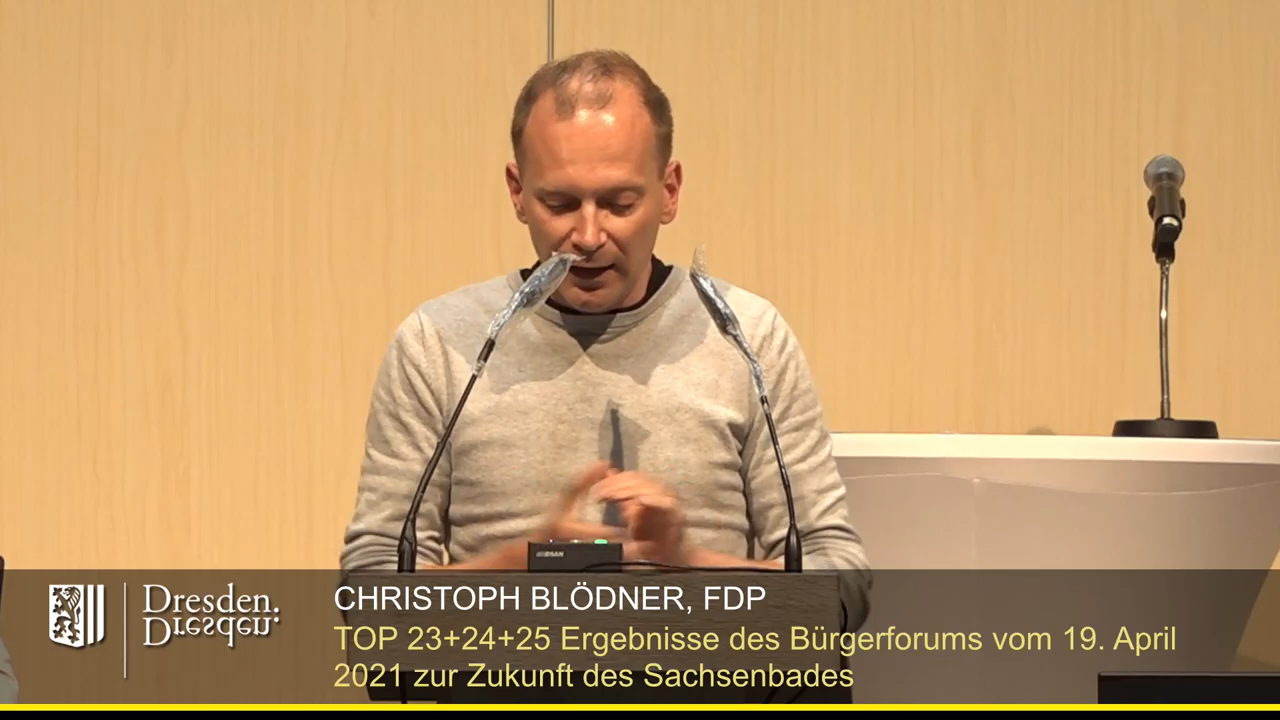 CHRISTOPH BLÖDNER, FDP
TOP 23+24+25 Ergebnisse des Bürgerforums vom 19. April
2021 zur Zukunft des Sachsenbades
Dresden.
Dresden.